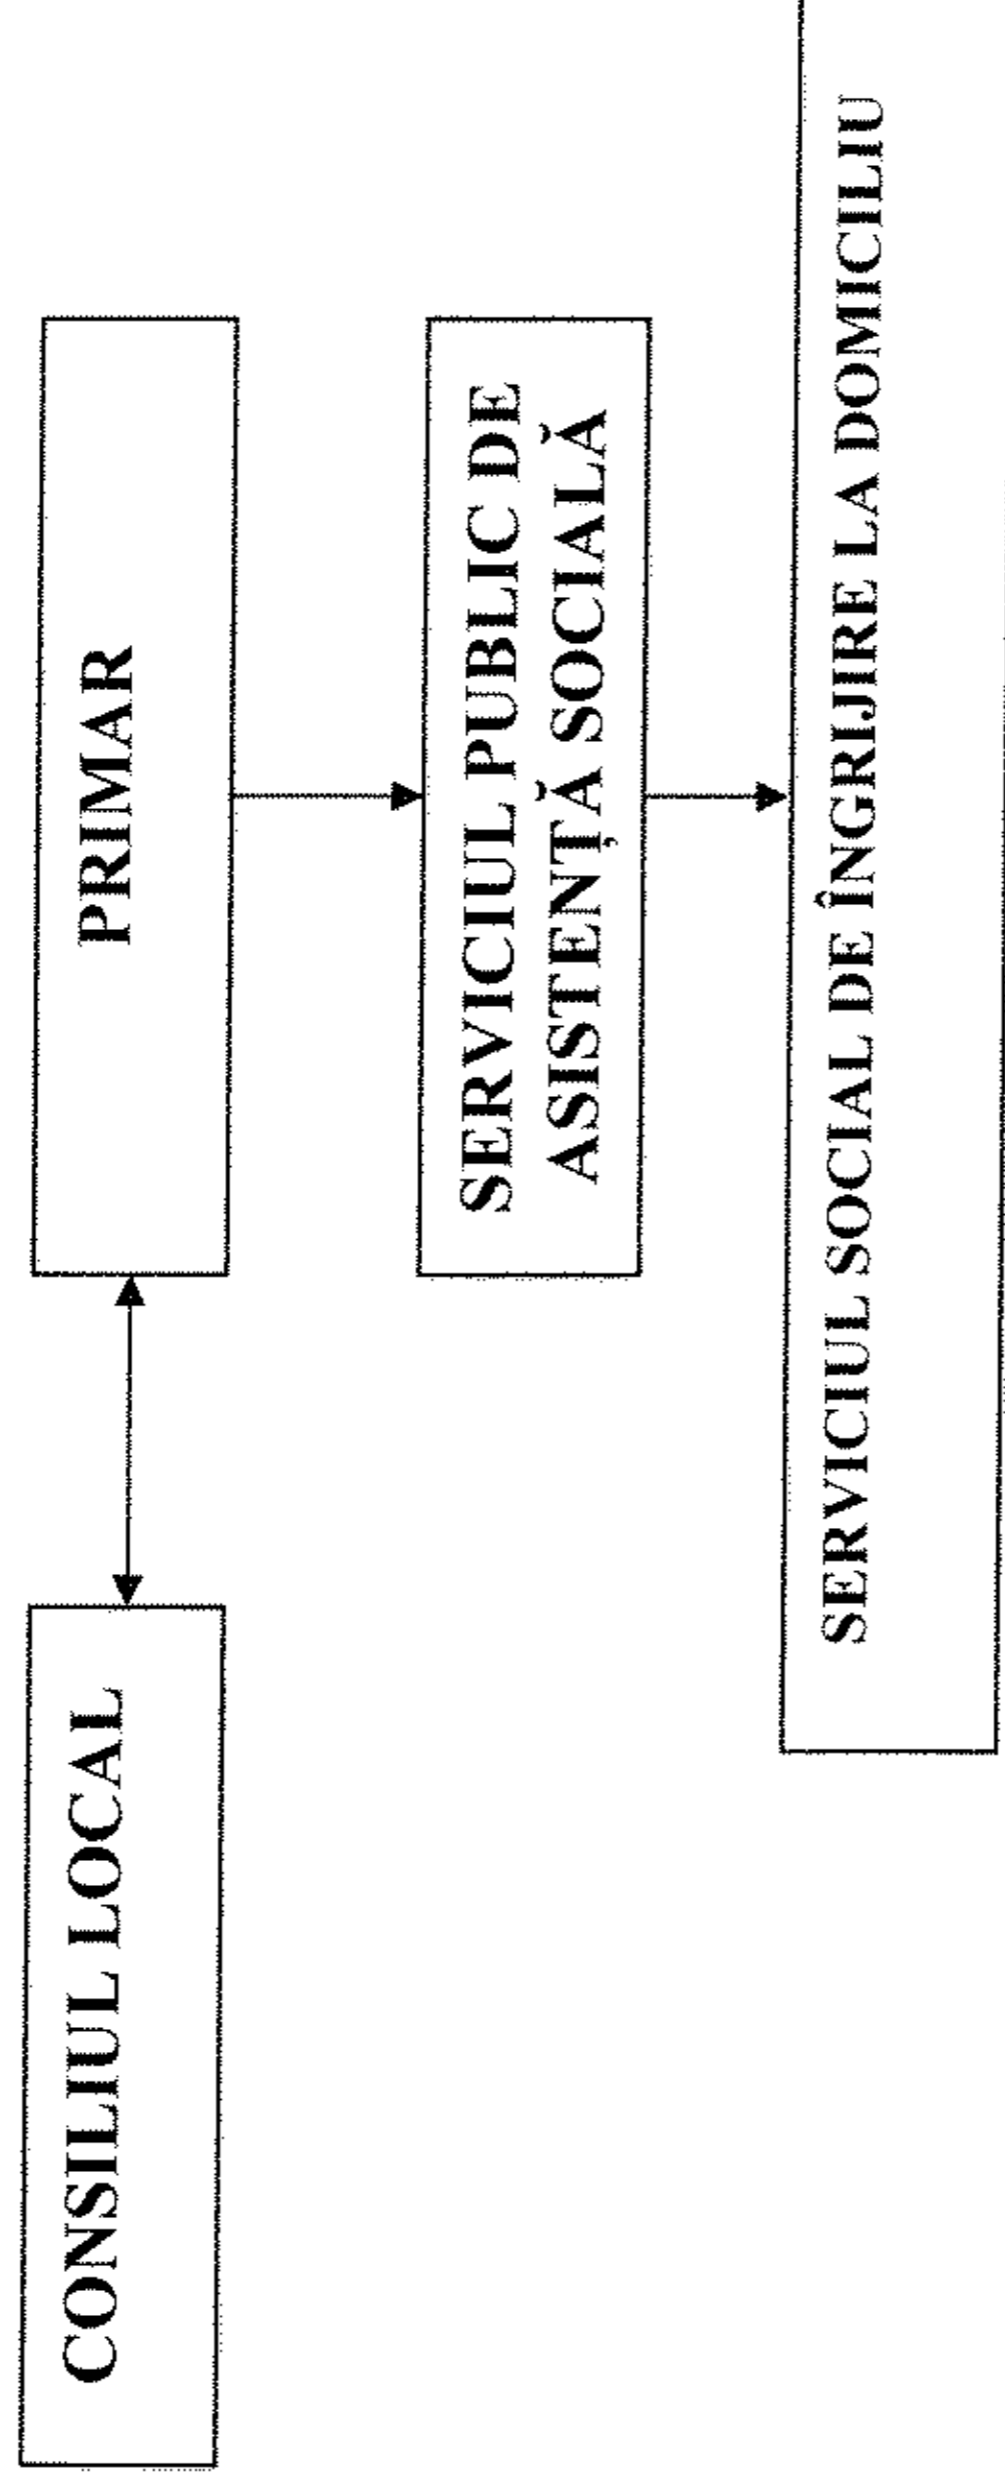 CONSILIUL LOCAL
PRIMAR
SERVICIUL PUBLIC DE
ASISTENȚĂ SOCIALĂ
SERVICIUL SOCIAL DE ÎNGRIJIRE LA DOMICILIU